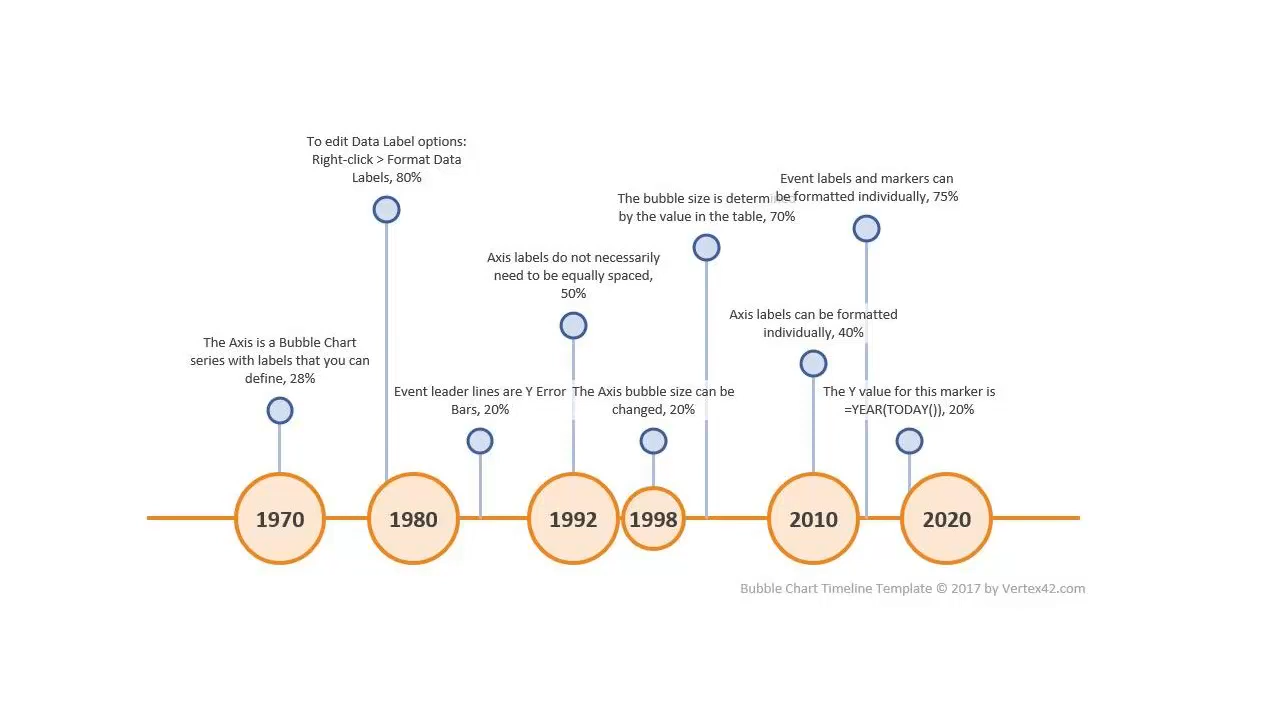 To edit Data Label options:
Right-click > Format Data
Labels, 80%
Event labels and markers can
be formatted individually, 75%
The bubble size is determined
by the value in the table, 70%
Axis labels do not necessarily
need to be equally spaced,
50%
Axis labels can be formatted
individually, 40%
The Axis is a Bubble Chart
series with labels that you can
define, 28%
Event leader lines are Y Error
Bars, 20%
The Axis bubble size can be
changed, 20%
The Y value for this marker is
=YEAR(TODAY()), 20%
1970
1980
1992
1998
2010
2020
Bubble Chart Timeline Template © 2017 by Vertex42.com